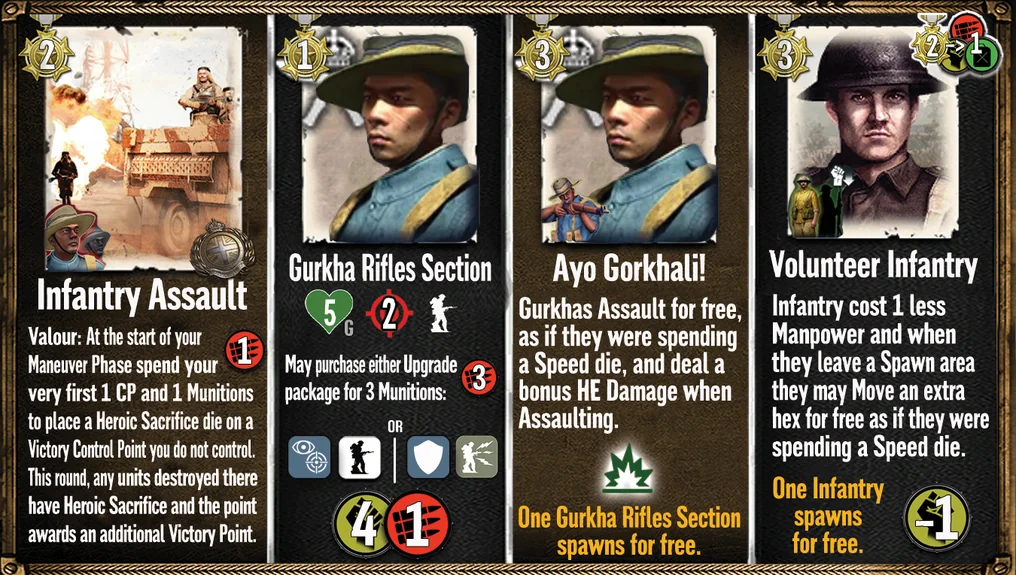 2
Infantry Assault
Valour: At the start of your
Maneuver Phase spend your
1
very first 1 CP and 1 Munitions
to place a Heroic Sacrifice die on a
Victory Control Point you do not control.
This round, any units destroyed there
have Heroic Sacrifice and the point
awards an additional Victory Point.
1
Gurkha Rifles Section
5
G
2
May purchase either Upgrade
package for 3 Munitions:
3
OR
4
1
3
Ayo Gorkhali!
Gurkhas Assault for free,
as if they were spending
a Speed die, and deal a
bonus HE Damage when
Assaulting.
One Gurkha Rifles Section
spawns for free.
3
2->1
Volunteer Infantry
Infantry cost 1 less
Manpower and when
they leave a Spawn area
they may Move an extra
hex for free as if they were
spending a Speed die.
One Infantry
spawns
for free.
-1